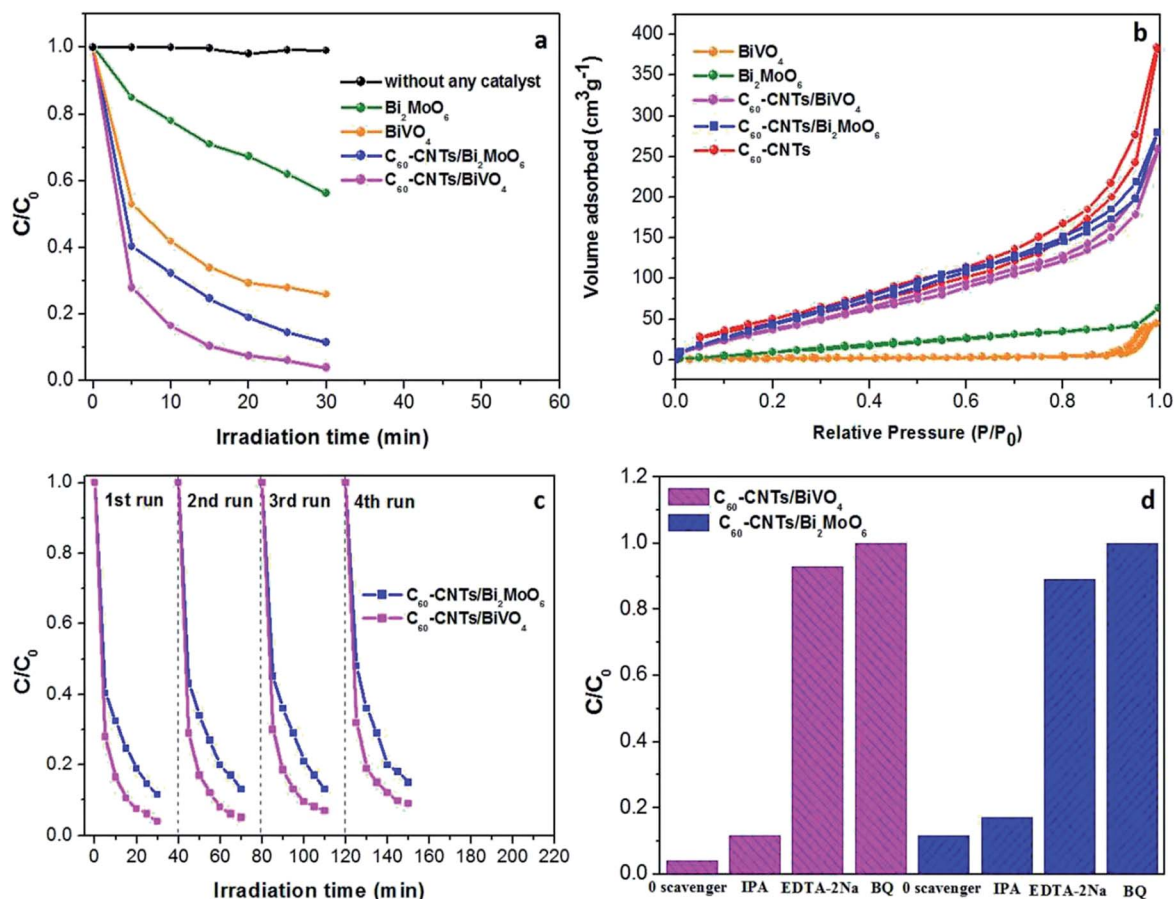 a
C/C₀
1.0
0.8
0.6
0.4
0.2
0.0
without any catalyst
Bi₂MoO₆
BiVO₄
C₆₀-CNTs/Bi₂MoO₆
C₆₀-CNTs/BiVO₄
0 10 20 30 40 50 60
Irradiation time (min)
b
Volume adsorbed (cm³g⁻¹)
400
350
300
250
200
150
100
50
0
BiVO₄
Bi₂MoO₆
C₆₀-CNTs/BiVO₄
C₆₀-CNTs/Bi₂MoO₆
C₆₀-CNTs
0.0 0.2 0.4 0.6 0.8 1.0
Relative Pressure (P/P₀)
c
C/C₀
1.0
0.8
0.6
0.4
0.2
0.0
1st run 2nd run 3rd run 4th run
C₆₀-CNTs/Bi₂MoO₆
C₆₀-CNTs/BiVO₄
0 20 40 60 80 100 120 140 160 180 200 220
Irradiation time (min)
d
C/C₀
1.2
1.0
0.8
0.6
0.4
0.2
0.0
C₆₀-CNTs/BiVO₄
C₆₀-CNTs/Bi₂MoO₆
0 scavenger IPA EDTA-2Na BQ 0 scavenger IPA EDTA-2Na BQ